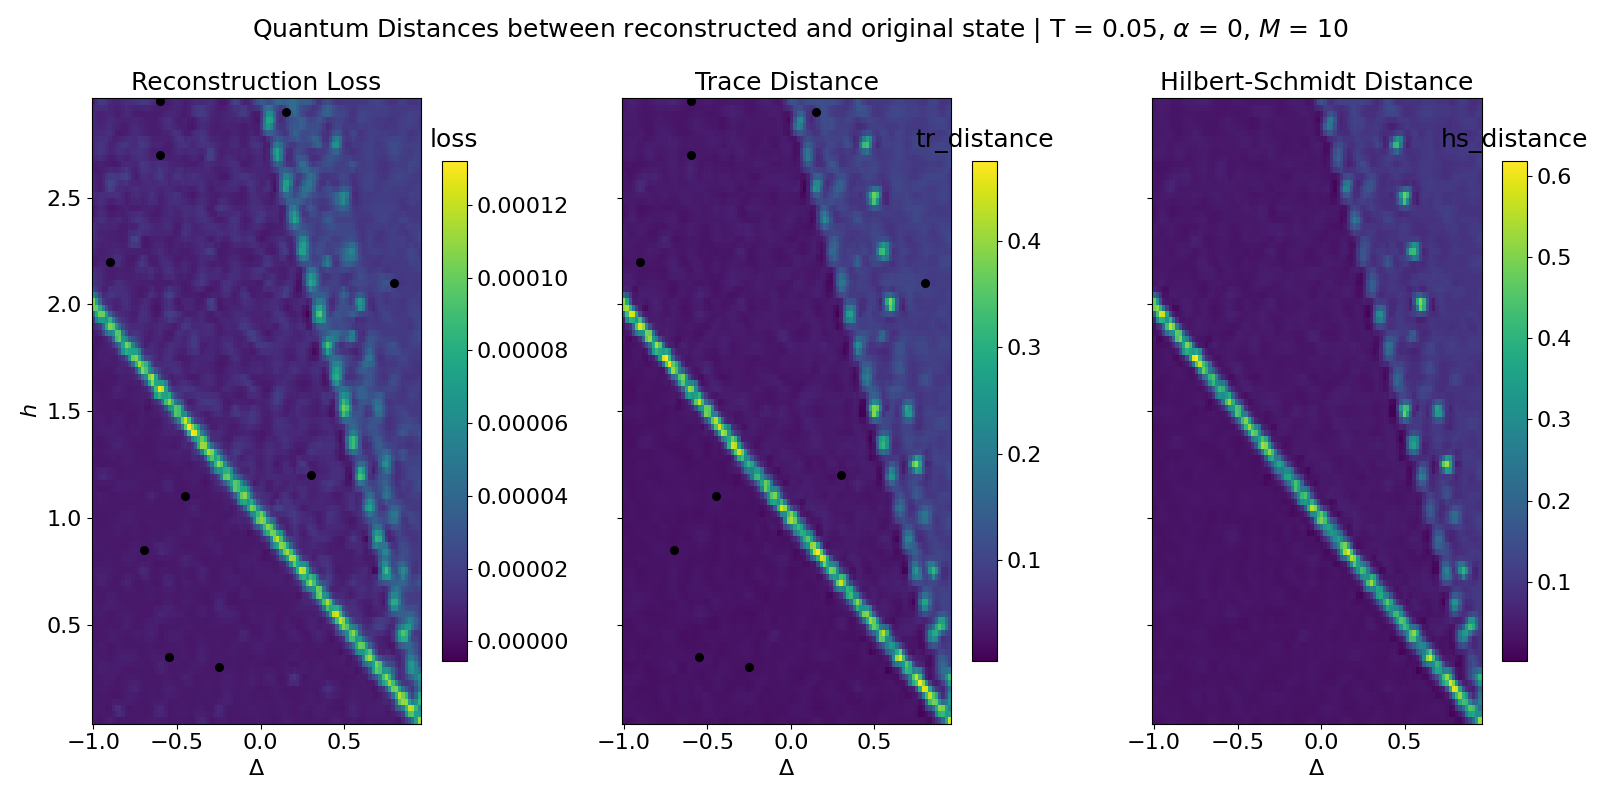 Quantum Distances between reconstructed and original state | T = 0.05, α = 0, M = 10
Reconstruction Loss
Trace Distance
Hilbert-Schmidt Distance
loss
tr_distance
hs_distance
h
2.5
2.0
1.5
1.0
0.5
0.00012
0.00010
0.00008
0.00006
0.00004
0.00002
0.00000
0.4
0.3
0.2
0.1
0.6
0.5
0.4
0.3
0.2
0.1
−1.0 −0.5 0.0 0.5
−1.0 −0.5 0.0 0.5
−1.0 −0.5 0.0 0.5
Δ
Δ
Δ